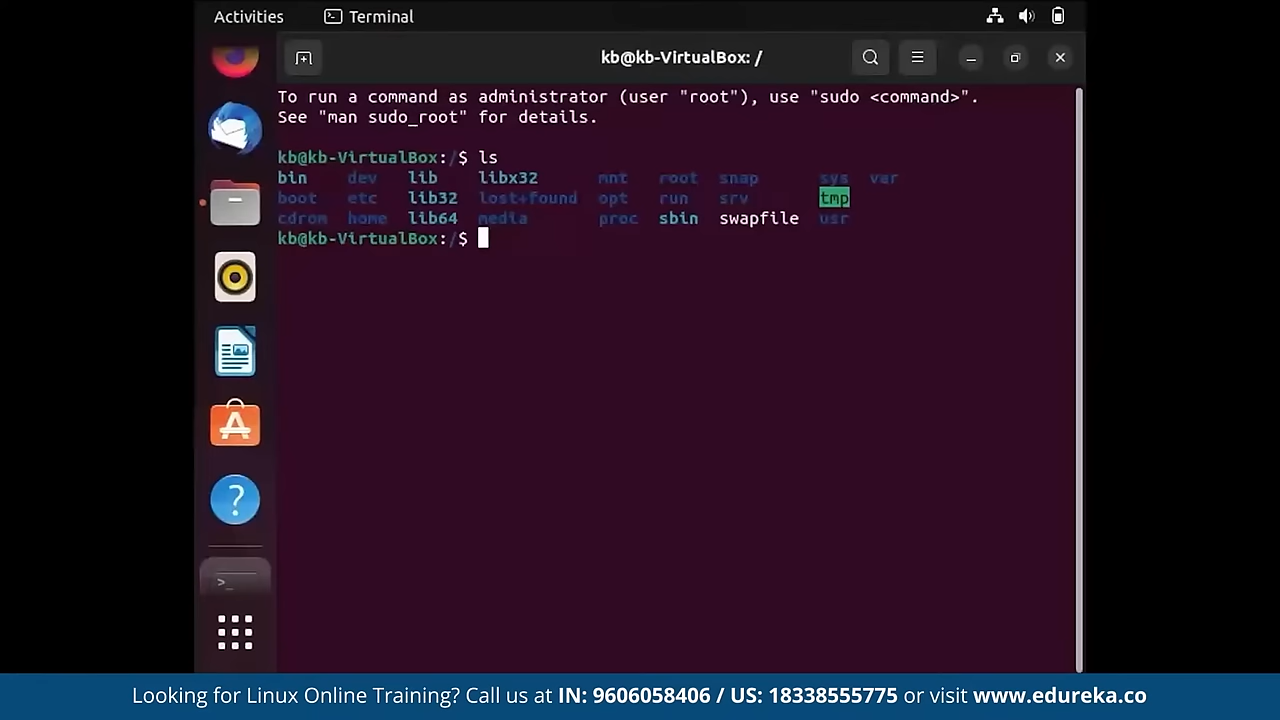 Activities Terminal
kb@kb-VirtualBox: /
To run a command as administrator (user "root"), use "sudo <command>".
See "man sudo_root" for details.
kb@kb-VirtualBox:/$ ls
bin dev lib libx32 mnt root snap sys var
boot etc lib32 lost+found opt run srv tmp
cdrom home lib64 media proc sbin swapfile usr
kb@kb-VirtualBox:/$
Looking for Linux Online Training? Call us at IN: 9606058406 / US: 18338555775 or visit www.edureka.co